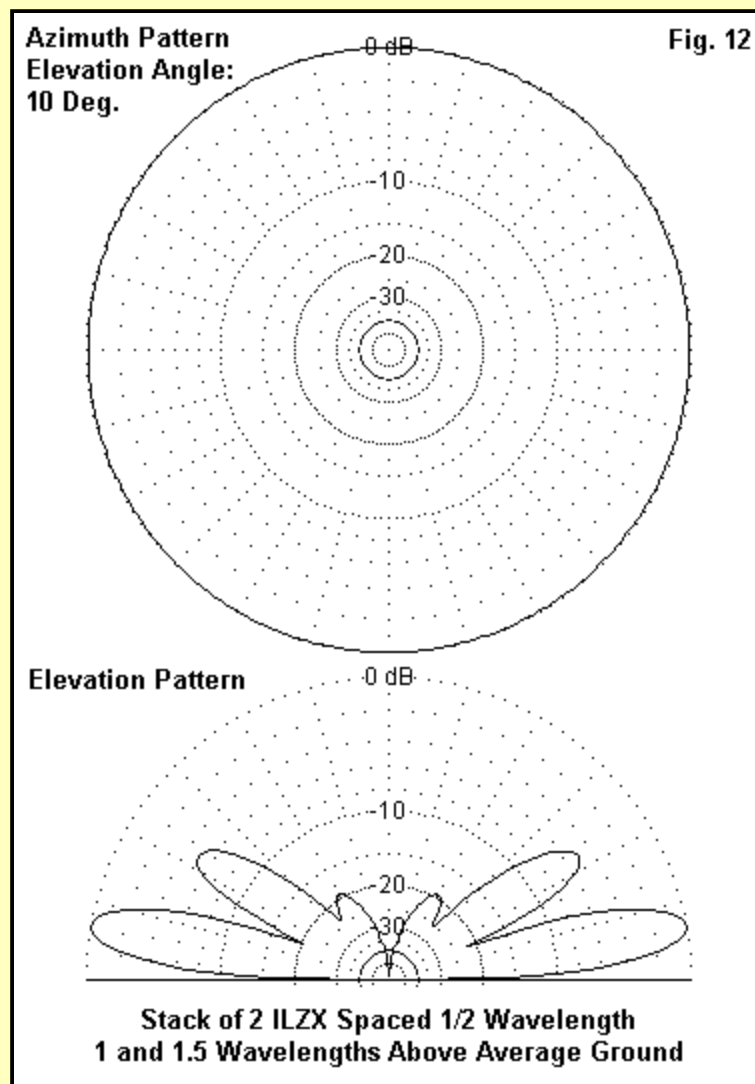 Azimuth Pattern
Elevation Angle:
10 Deg.
Fig. 12
0 dB
-10
-20
-30
Elevation Pattern
0 dB
-10
-20
-30
Stack of 2 ILZX Spaced 1/2 Wavelength
1 and 1.5 Wavelengths Above Average Ground